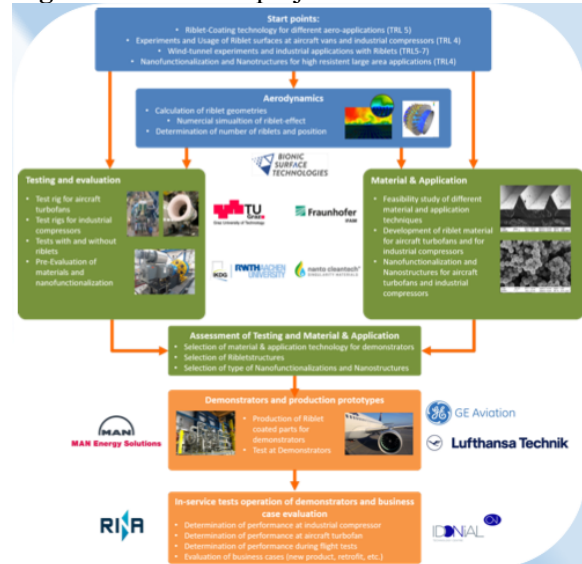 Start points:
• Riblet-Coating technology for different aero-applications (TRL 5)
• Experiments and Usage of Riblet surfaces at aircraft vans and industrial compressors (TRL 4)
• Wind-tunnel experiments and industrial applications with Riblets (TRL5-7)
• Nanofunctionalization and Nanostructures for high resistent large area applications (TRL4)
Aerodynamics
• Calculation of riblet geometries
• Numercial simualtion of riblet-effect
• Determination of number of riblets and position
BIONIC
SURFACE
TECHNOLOGIES
Testing and evaluation
• Test rig for aircraft
turbofans
• Test rigs for industrial
compressors
• Tests with and without
riblets
• Pre-Evaluation of
materials and
nanofunctionalization
TU
Graz
Graz University of Technology
Fraunhofer
IFAM
IKDG
RWTH AACHEN
UNIVERSITY
nanto cleantech
SINGULARITY MATERIALS
Material & Application
• Feasibility study of different
material and application
techniques
• Development of riblet material
for aircraft turbofans and for
industrial compressors
• Nanofunctionalization and
Nanostructures for aircraft
turbofans and industrial
compressors
Assessment of Testing and Material & Application
• Selection of material & application technology for demonstrators
• Selection of Ribletstructures
• Selection of type of Nanofunctionalizations and Nanostructures
Demonstrators and production prototypes
• Production of Riblet
coated parts for
demonstrators
• Test at Demonstrators
MAN
MAN Energy Solutions
GE Aviation
Lufthansa Technik
In-service tests operation of demonstrators and business
case evaluation
• Determination of performance at industrial compressor
• Determination of performance at aircraft turbofan
• Determination of performance during flight tests
• Evaluation of business cases (new product, retrofit, etc.)
RINA
IDONIAL